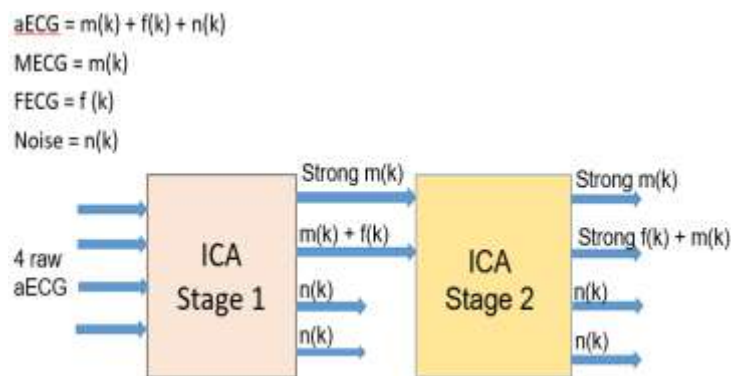 aECG = m(k) + f(k) + n(k)
MECG = m(k)
FECG = f (k)
Noise = n(k)
4 raw
aECG
ICA
Stage 1
Strong m(k)
m(k) + f(k)
n(k)
n(k)
ICA
Stage 2
Strong m(k)
Strong f(k) + m(k)
n(k)
n(k)